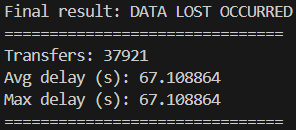 Final result: DATA LOST OCCURRED
===============================
Transfers: 37921
Avg delay (s): 67.108864
Max delay (s): 67.108864
===============================